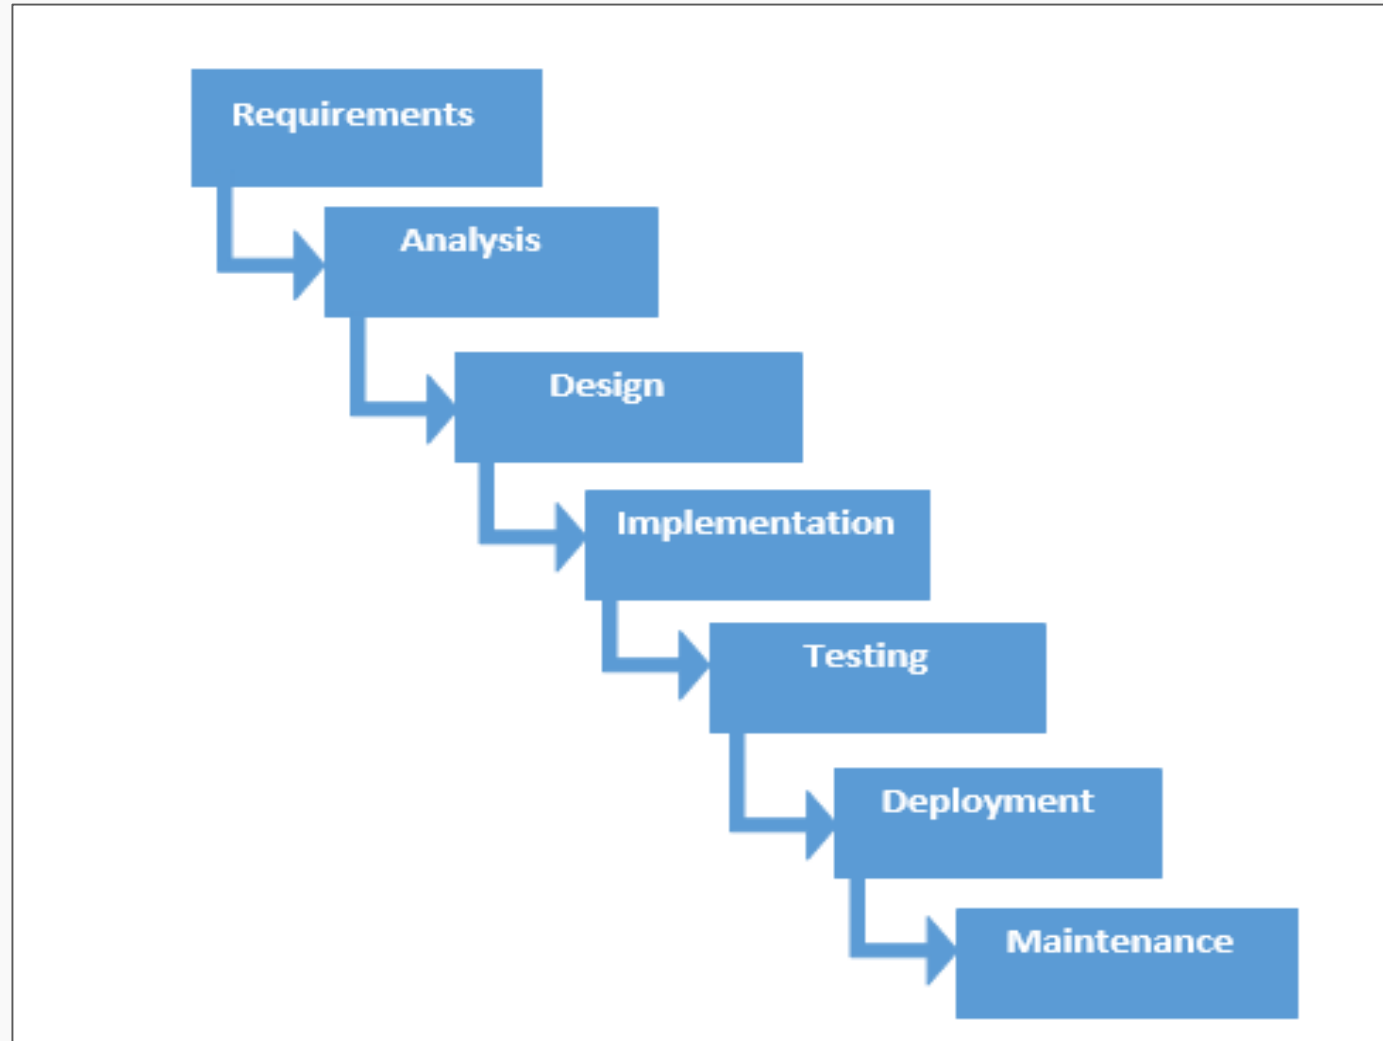 Requirements
Analysis
Design
Implementation
Testing
Deployment
Maintenance